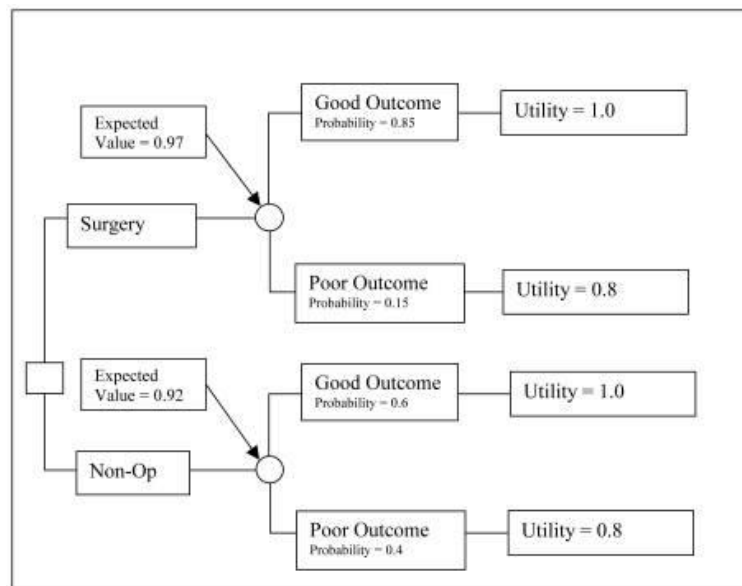 Good Outcome
Probability = 0.85
Utility = 1.0
Expected
Value = 0.97
Surgery
Poor Outcome
Probability = 0.15
Utility = 0.8
Expected
Value = 0.92
Good Outcome
Probability = 0.6
Utility = 1.0
Non-Op
Poor Outcome
Probability = 0.4
Utility = 0.8